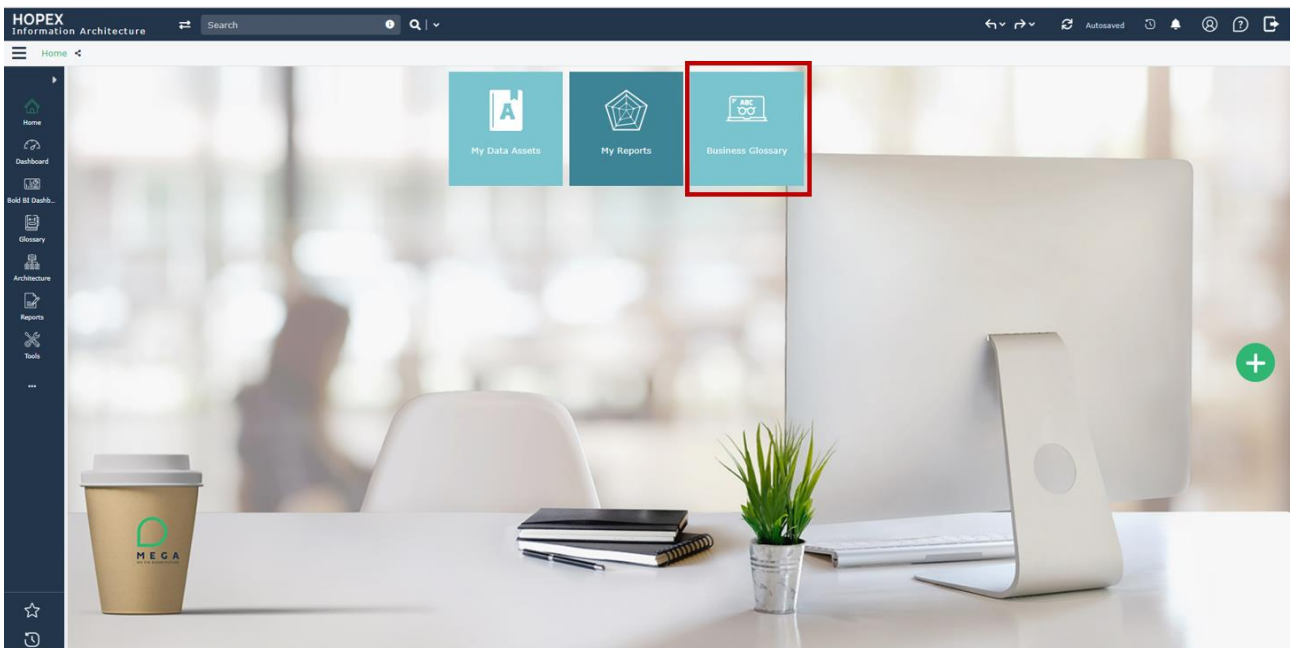 HOPEX
Information Architecture
Search
Autosaved
Home
Home
Dashboard
Bold BI Dashb...
Glossary
Architecture
Reports
Tools
A
My Data Assets
My Reports
ABC
Business Glossary
MEGA